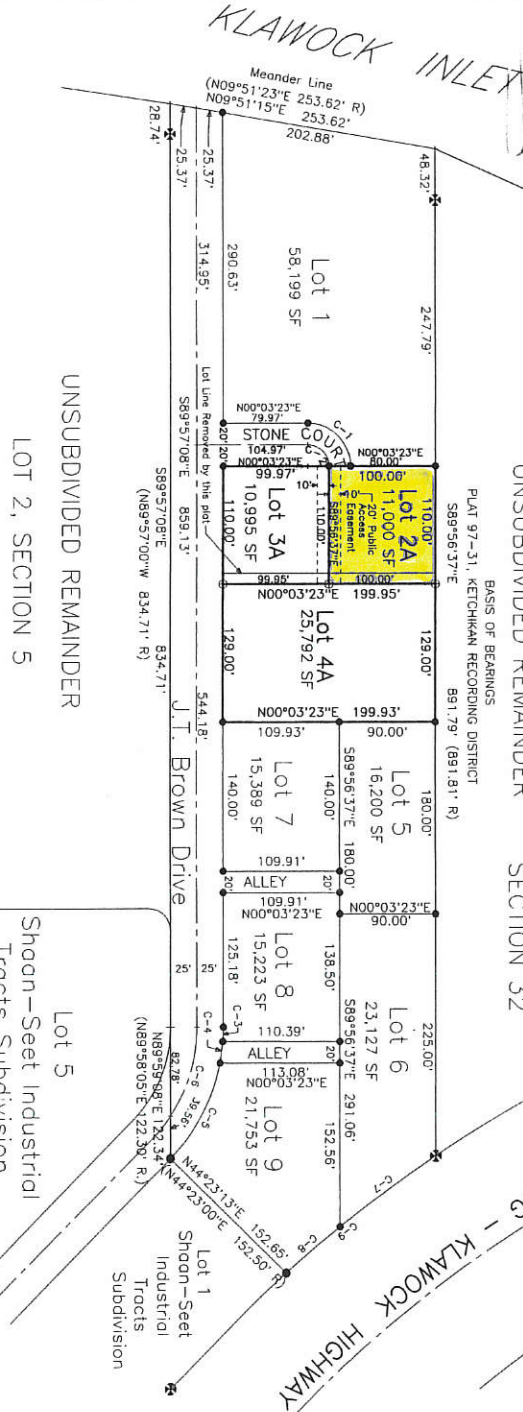 KLAWOCK INLET
Meander Line
(N09°51'23"E 253.62' R)
N09°51'15"E 253.62'
202.88'
48.32'
28.74'
25.37'
25.37'
314.95'
290.63'
247.79'
Lot 1
58,199 SF
N00°03'23"E
79.97'
C-1
STONE COURT
104.97'
C-2
20' 20'
N00°03'23"E
99.97'
N00°03'23"E
80.00'
100.00'
UNSUBDIVIDED REMAINDER
SECTION 32
PLAT 97-31, KETCHIKAN RECORDING DISTRICT
BASIS OF BEARINGS
S89°56'37"E
891.79' (891.81' R)
110.00'
Lot 2A
11,000 SF
20' Public
Access
Easement
10'
S89°56'37"E
10'
110.00'
Lot 3A
10,995 SF
110.00'
Lot Line Removed by this plat
99.95'
100.00'
N00°03'23"E 199.95'
129.00'
Lot 4A
25,792 SF
129.00'
N00°03'23"E 199.93'
109.93'
90.00'
180.00'
Lot 5
16,200 SF
S89°56'37"E 180.00'
140.00'
Lot 7
15,389 SF
140.00'
109.91'
20'
ALLEY
20'
109.91'
N00°03'23"E
N00°03'23"E
90.00'
225.00'
Lot 6
23,127 SF
S89°56'37"E 291.06'
138.50'
Lot 8
15,223 SF
125.18'
C-3
C-4
110.39'
ALLEY
20'
113.08'
N00°03'23"E
152.56'
Lot 9
21,753 SF
C-5
C-6 39.56'
C-7
C-9
C-8
S89°57'08"E 859.13'
544.18'
J.T. Brown Drive
25'
25'
S89°57'08"E 834.71'
(N89°57'00"W 834.71' R)
82.78'
N89°59'08"E 122.34'
(N89°58'05"E 122.30' R)
N44°23'13"E 152.65'
(N44°23'00"E 152.50' R)
UNSUBDIVIDED REMAINDER
LOT 2, SECTION 5
Lot 5
Shaan-Seet Industrial
Tracts Subdivision
Lot 1
Shaan-Seet
Industrial
Tracts
Subdivision
G - KLAWOCK HIGHWAY